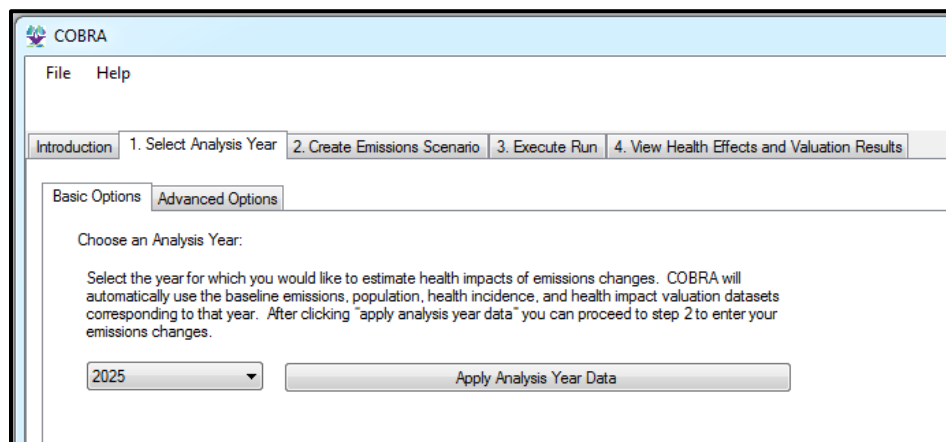 COBRA
File Help
Introduction 1. Select Analysis Year 2. Create Emissions Scenario 3. Execute Run 4. View Health Effects and Valuation Results
Basic Options Advanced Options
Choose an Analysis Year:
Select the year for which you would like to estimate health impacts of emissions changes. COBRA will
automatically use the baseline emissions, population, health incidence, and health impact valuation datasets
corresponding to that year. After clicking "apply analysis year data" you can proceed to step 2 to enter your
emissions changes.
2025 Apply Analysis Year Data